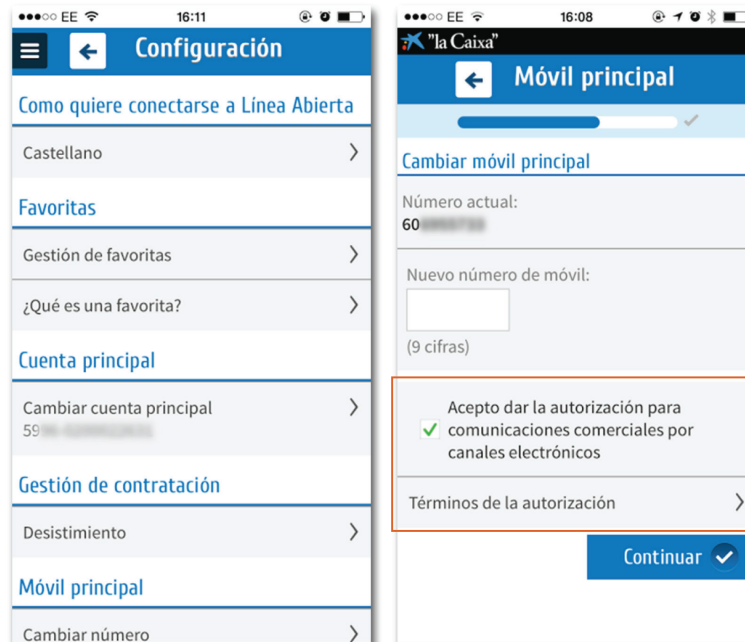 EE
16:11
Configuración
Como quiere conectarse a Línea Abierta
Castellano
Favoritas
Gestión de favoritas
¿Qué es una favorita?
Cuenta principal
Cambiar cuenta principal
59
Gestión de contratación
Desistimiento
Móvil principal
Cambiar número
EE
16:08
"la Caixa"
Móvil principal
Cambiar móvil principal
Número actual:
60
Nuevo número de móvil:
(9 cifras)
Acepto dar la autorización para
comunicaciones comerciales por
canales electrónicos
Términos de la autorización
Continuar